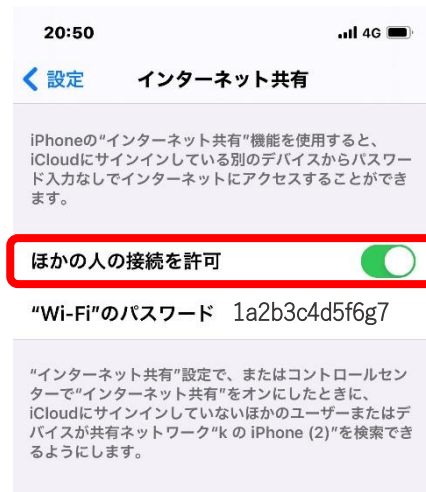 20:50 4G
設定 インターネット共有
iPhoneの“インターネット共有”機能を使用すると、
iCloudにサインインしている別のデバイスからパスワー
ド入力なしでインターネットにアクセスすることができ
ます。
ほかの人の接続を許可
“Wi-Fi”のパスワード 1a2b3c4d5f6g7
“インターネット共有”設定で、またはコントロールセン
ターで“インターネット共有”をオンにしたときに、
iCloudにサインインしていないほかのユーザーまたはデ
バイスが共有ネットワーク“k の iPhone (2)”を検索でき
るようにします。